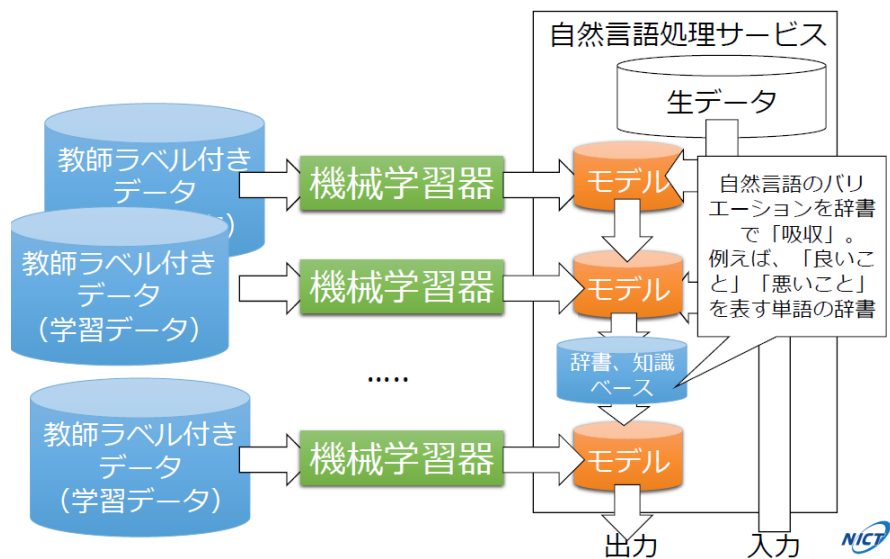 自然言語処理サービス
生データ
教師ラベル付き
データ
機械学習器
モデル
自然言語のバリ
エーションを辞書
で「吸収」。
例えば、「良いこ
と」「悪いこと」
を表す単語の辞書
教師ラベル付き
データ
（学習データ）
機械学習器
モデル
辞書、知識
ベース
.....
教師ラベル付き
データ
（学習データ）
機械学習器
モデル
出力
入力
NICT